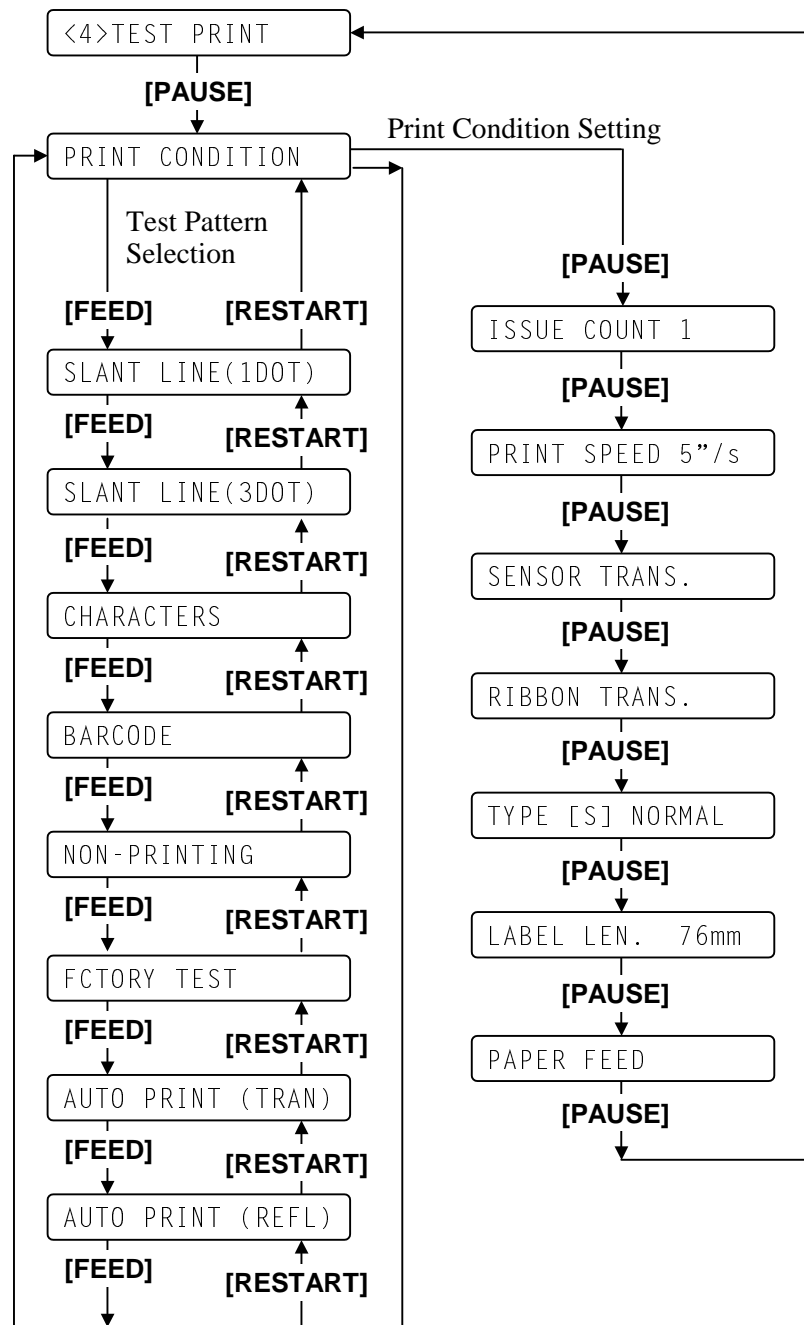 <4>TEST PRINT
[PAUSE]
PRINT CONDITION
Print Condition Setting
Test Pattern
Selection
[FEED]
[RESTART]
SLANT LINE(1DOT)
[FEED]
[RESTART]
SLANT LINE(3DOT)
[FEED]
[RESTART]
CHARACTERS
[FEED]
[RESTART]
BARCODE
[FEED]
[RESTART]
NON-PRINTING
[FEED]
[RESTART]
FCTORY TEST
[FEED]
[RESTART]
AUTO PRINT (TRAN)
[FEED]
[RESTART]
AUTO PRINT (REFL)
[FEED]
[RESTART]
[PAUSE]
ISSUE COUNT 1
[PAUSE]
PRINT SPEED 5”/s
[PAUSE]
SENSOR TRANS.
[PAUSE]
RIBBON TRANS.
[PAUSE]
TYPE [S] NORMAL
[PAUSE]
LABEL LEN. 76mm
[PAUSE]
PAPER FEED
[PAUSE]